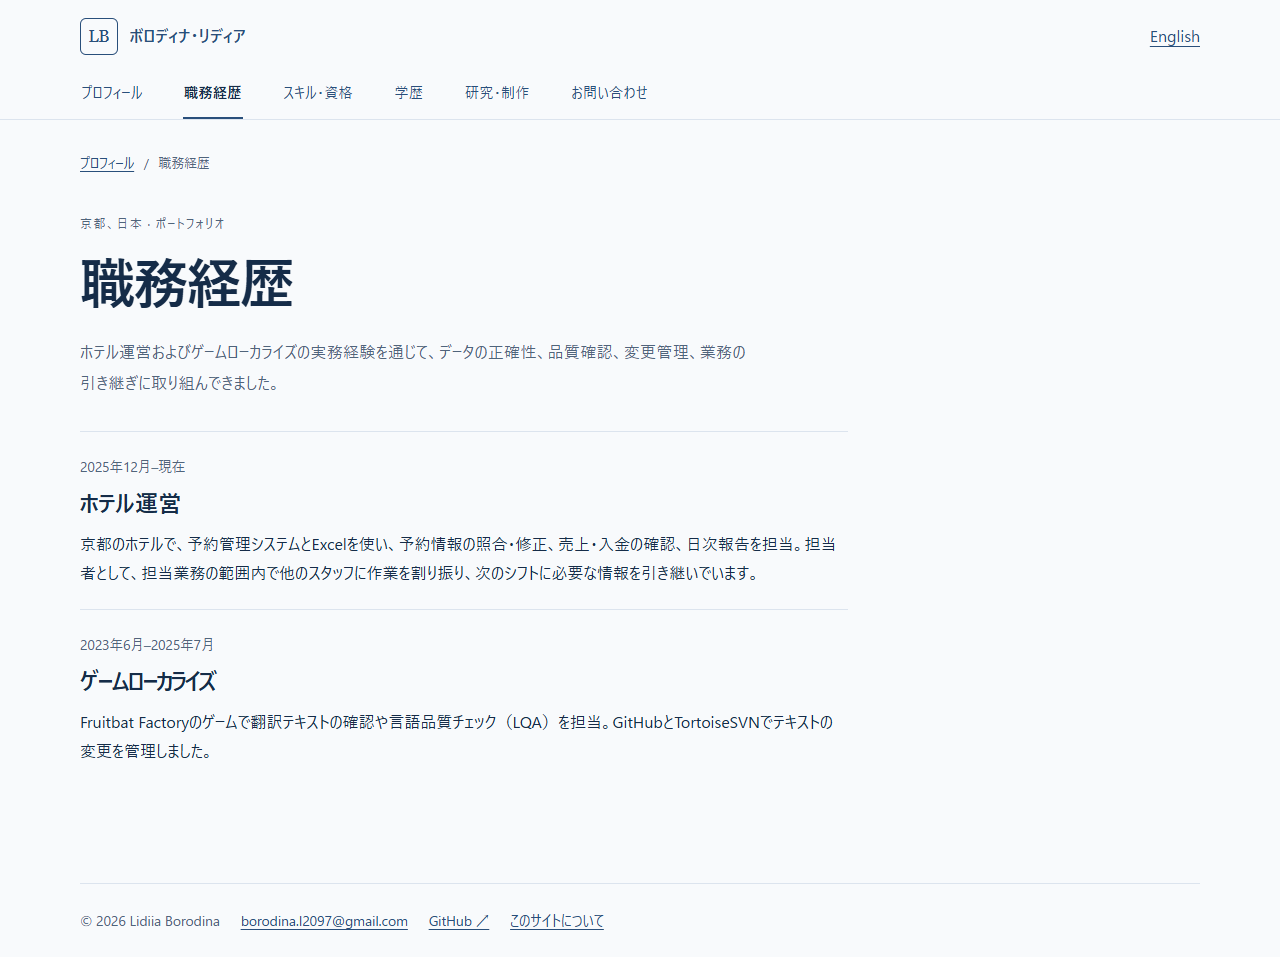 LB ボロディナ・リディア
English
プロフィール 職務経歴 スキル・資格 学歴 研究・制作 お問い合わせ
プロフィール / 職務経歴
京都、日本 · ポートフォリオ
職務経歴
ホテル運営およびゲームローカライズの実務経験を通じて、データの正確性、品質確認、変更管理、業務の
引き継ぎに取り組んできました。
2025年12月–現在
ホテル運営
京都のホテルで、予約管理システムとExcelを使い、予約情報の照合・修正、売上・入金の確認、日次報告を担当。担当
者として、担当業務の範囲内で他のスタッフに作業を割り振り、次のシフトに必要な情報を引き継いでいます。
2023年6月–2025年7月
ゲームローカライズ
Fruitbat Factoryのゲームで翻訳テキストの確認や言語品質チェック（LQA）を担当。GitHubとTortoiseSVNでテキストの
変更を管理しました。
© 2026 Lidiia Borodina borodina.l2097@gmail.com GitHub ↗ このサイトについて